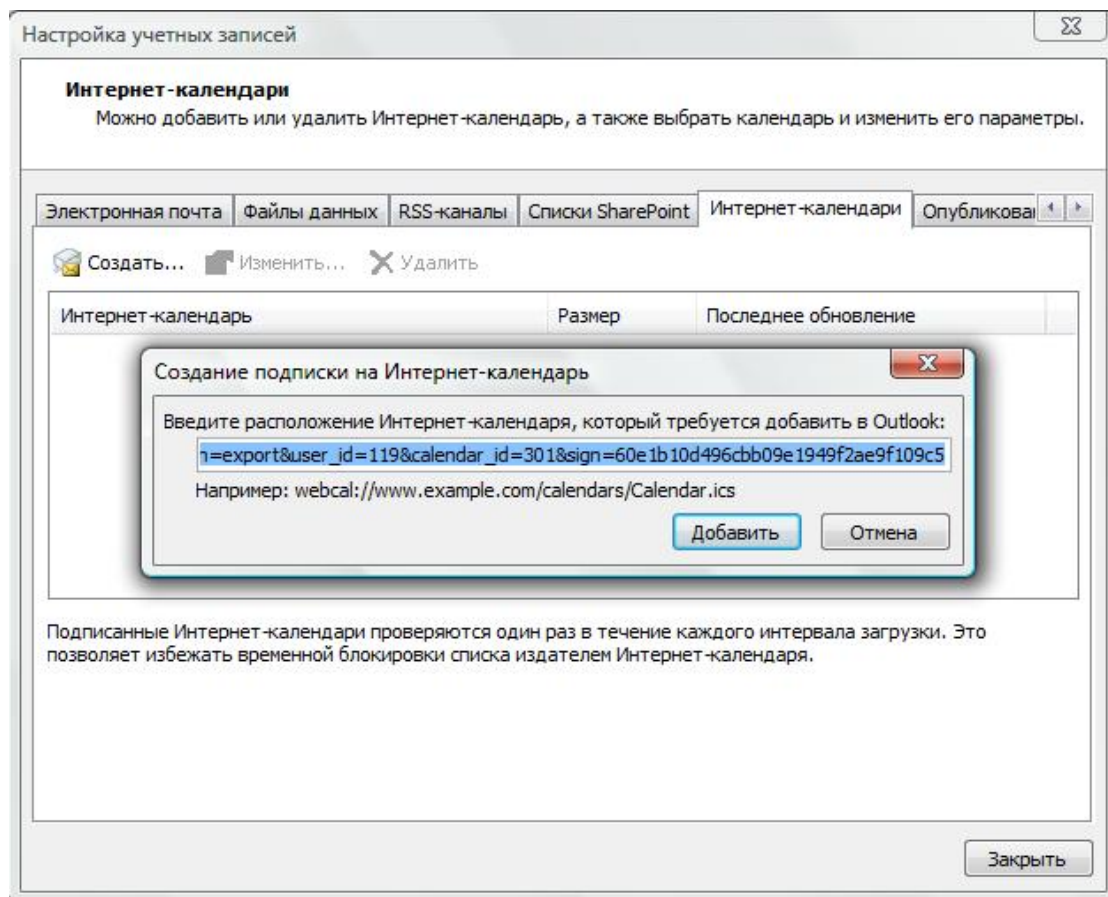 Настройка учетных записей
Интернет-календари
Можно добавить или удалить Интернет-календарь, а также выбрать календарь и изменить его параметры.
Электронная почта Файлы данных RSS-каналы Списки SharePoint Интернет-календари Опубликова
Создать... Изменить... Удалить
Интернет-календарь Размер Последнее обновление
Создание подписки на Интернет-календарь
Введите расположение Интернет-календаря, который требуется добавить в Outlook:
n=export&user_id=119&calendar_id=301&sign=60e1b10d496cbb09e1949f2ae9f109c5
Например: webcal://www.example.com/calendars/Calendar.ics
Добавить Отмена
Подписанные Интернет-календари проверяются один раз в течение каждого интервала загрузки. Это
позволяет избежать временной блокировки списка издателем Интернет-календаря.
Закрыть